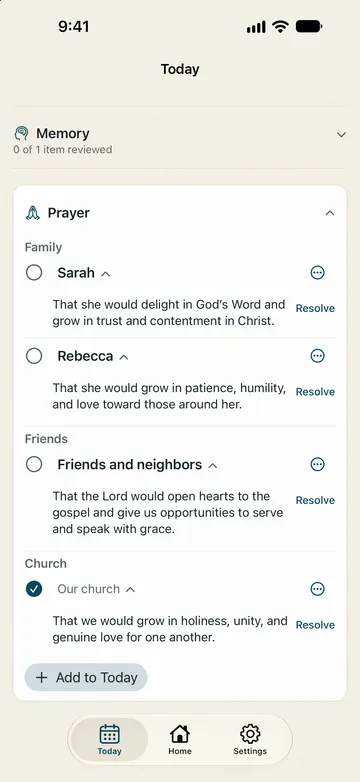 9:41
Today
Memory
0 of 1 item reviewed
Prayer
Family
Sarah
That she would delight in God's Word and
grow in trust and contentment in Christ.
Resolve
Rebecca
That she would grow in patience, humility,
and love toward those around her.
Resolve
Friends
Friends and neighbors
That the Lord would open hearts to the
gospel and give us opportunities to serve
and speak with grace.
Resolve
Church
Our church
That we would grow in holiness, unity, and
genuine love for one another.
Resolve
+ Add to Today
Today
Home
Settings